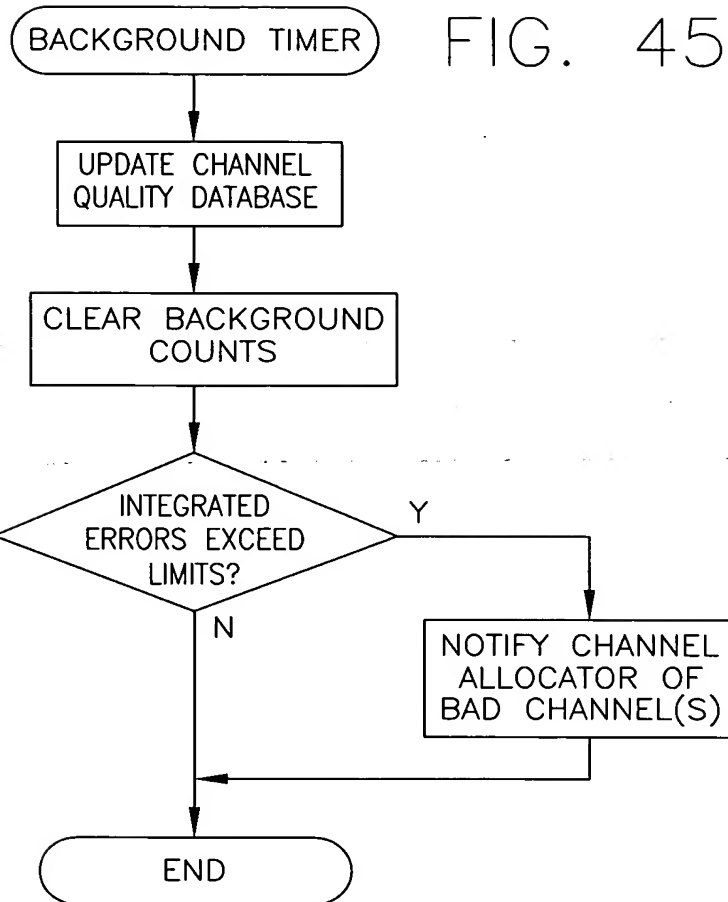 BACKGROUND TIMER
FIG. 45
UPDATE CHANNEL
QUALITY DATABASE
CLEAR BACKGROUND
COUNTS
INTEGRATED
ERRORS EXCEED
LIMITS?
Y
N
NOTIFY CHANNEL
ALLOCATOR OF
BAD CHANNEL(S)
END